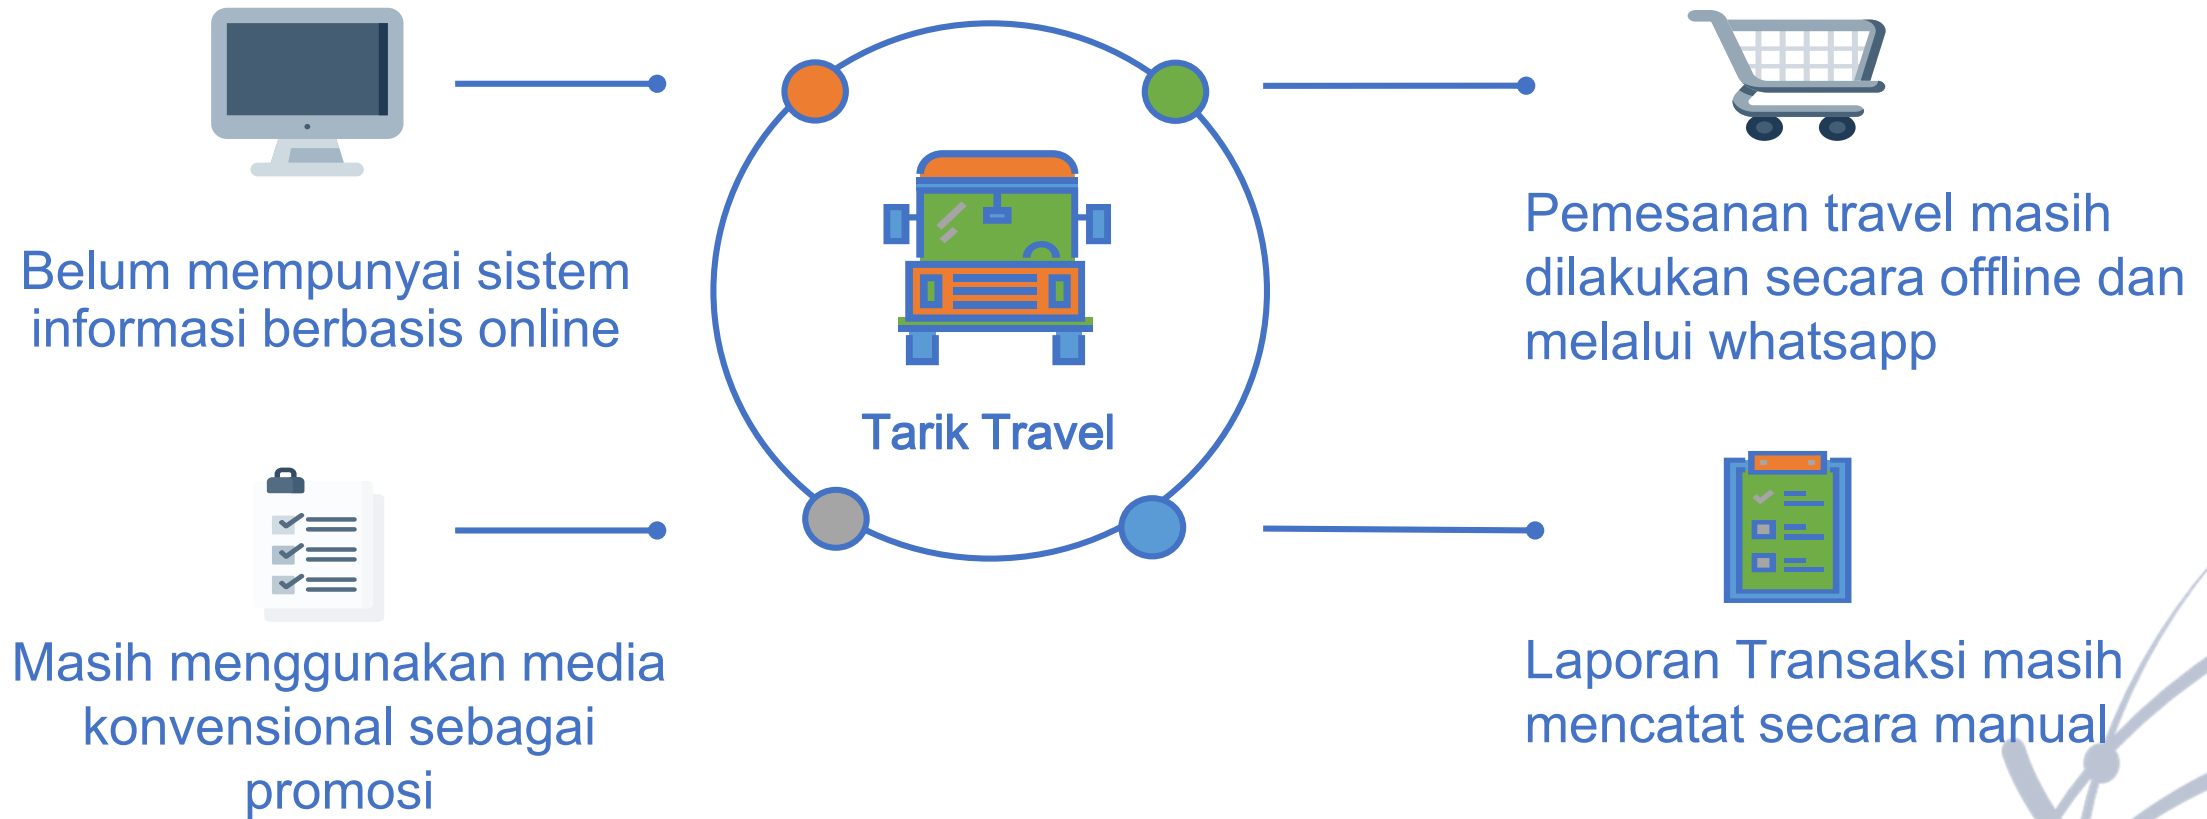 Belum mempunyai sistem
informasi berbasis online
Pemesanan travel masih
dilakukan secara offline dan
melalui whatsapp
Tarik Travel
Masih menggunakan media
konvensional sebagai
promosi
Laporan Transaksi masih
mencatat secara manual